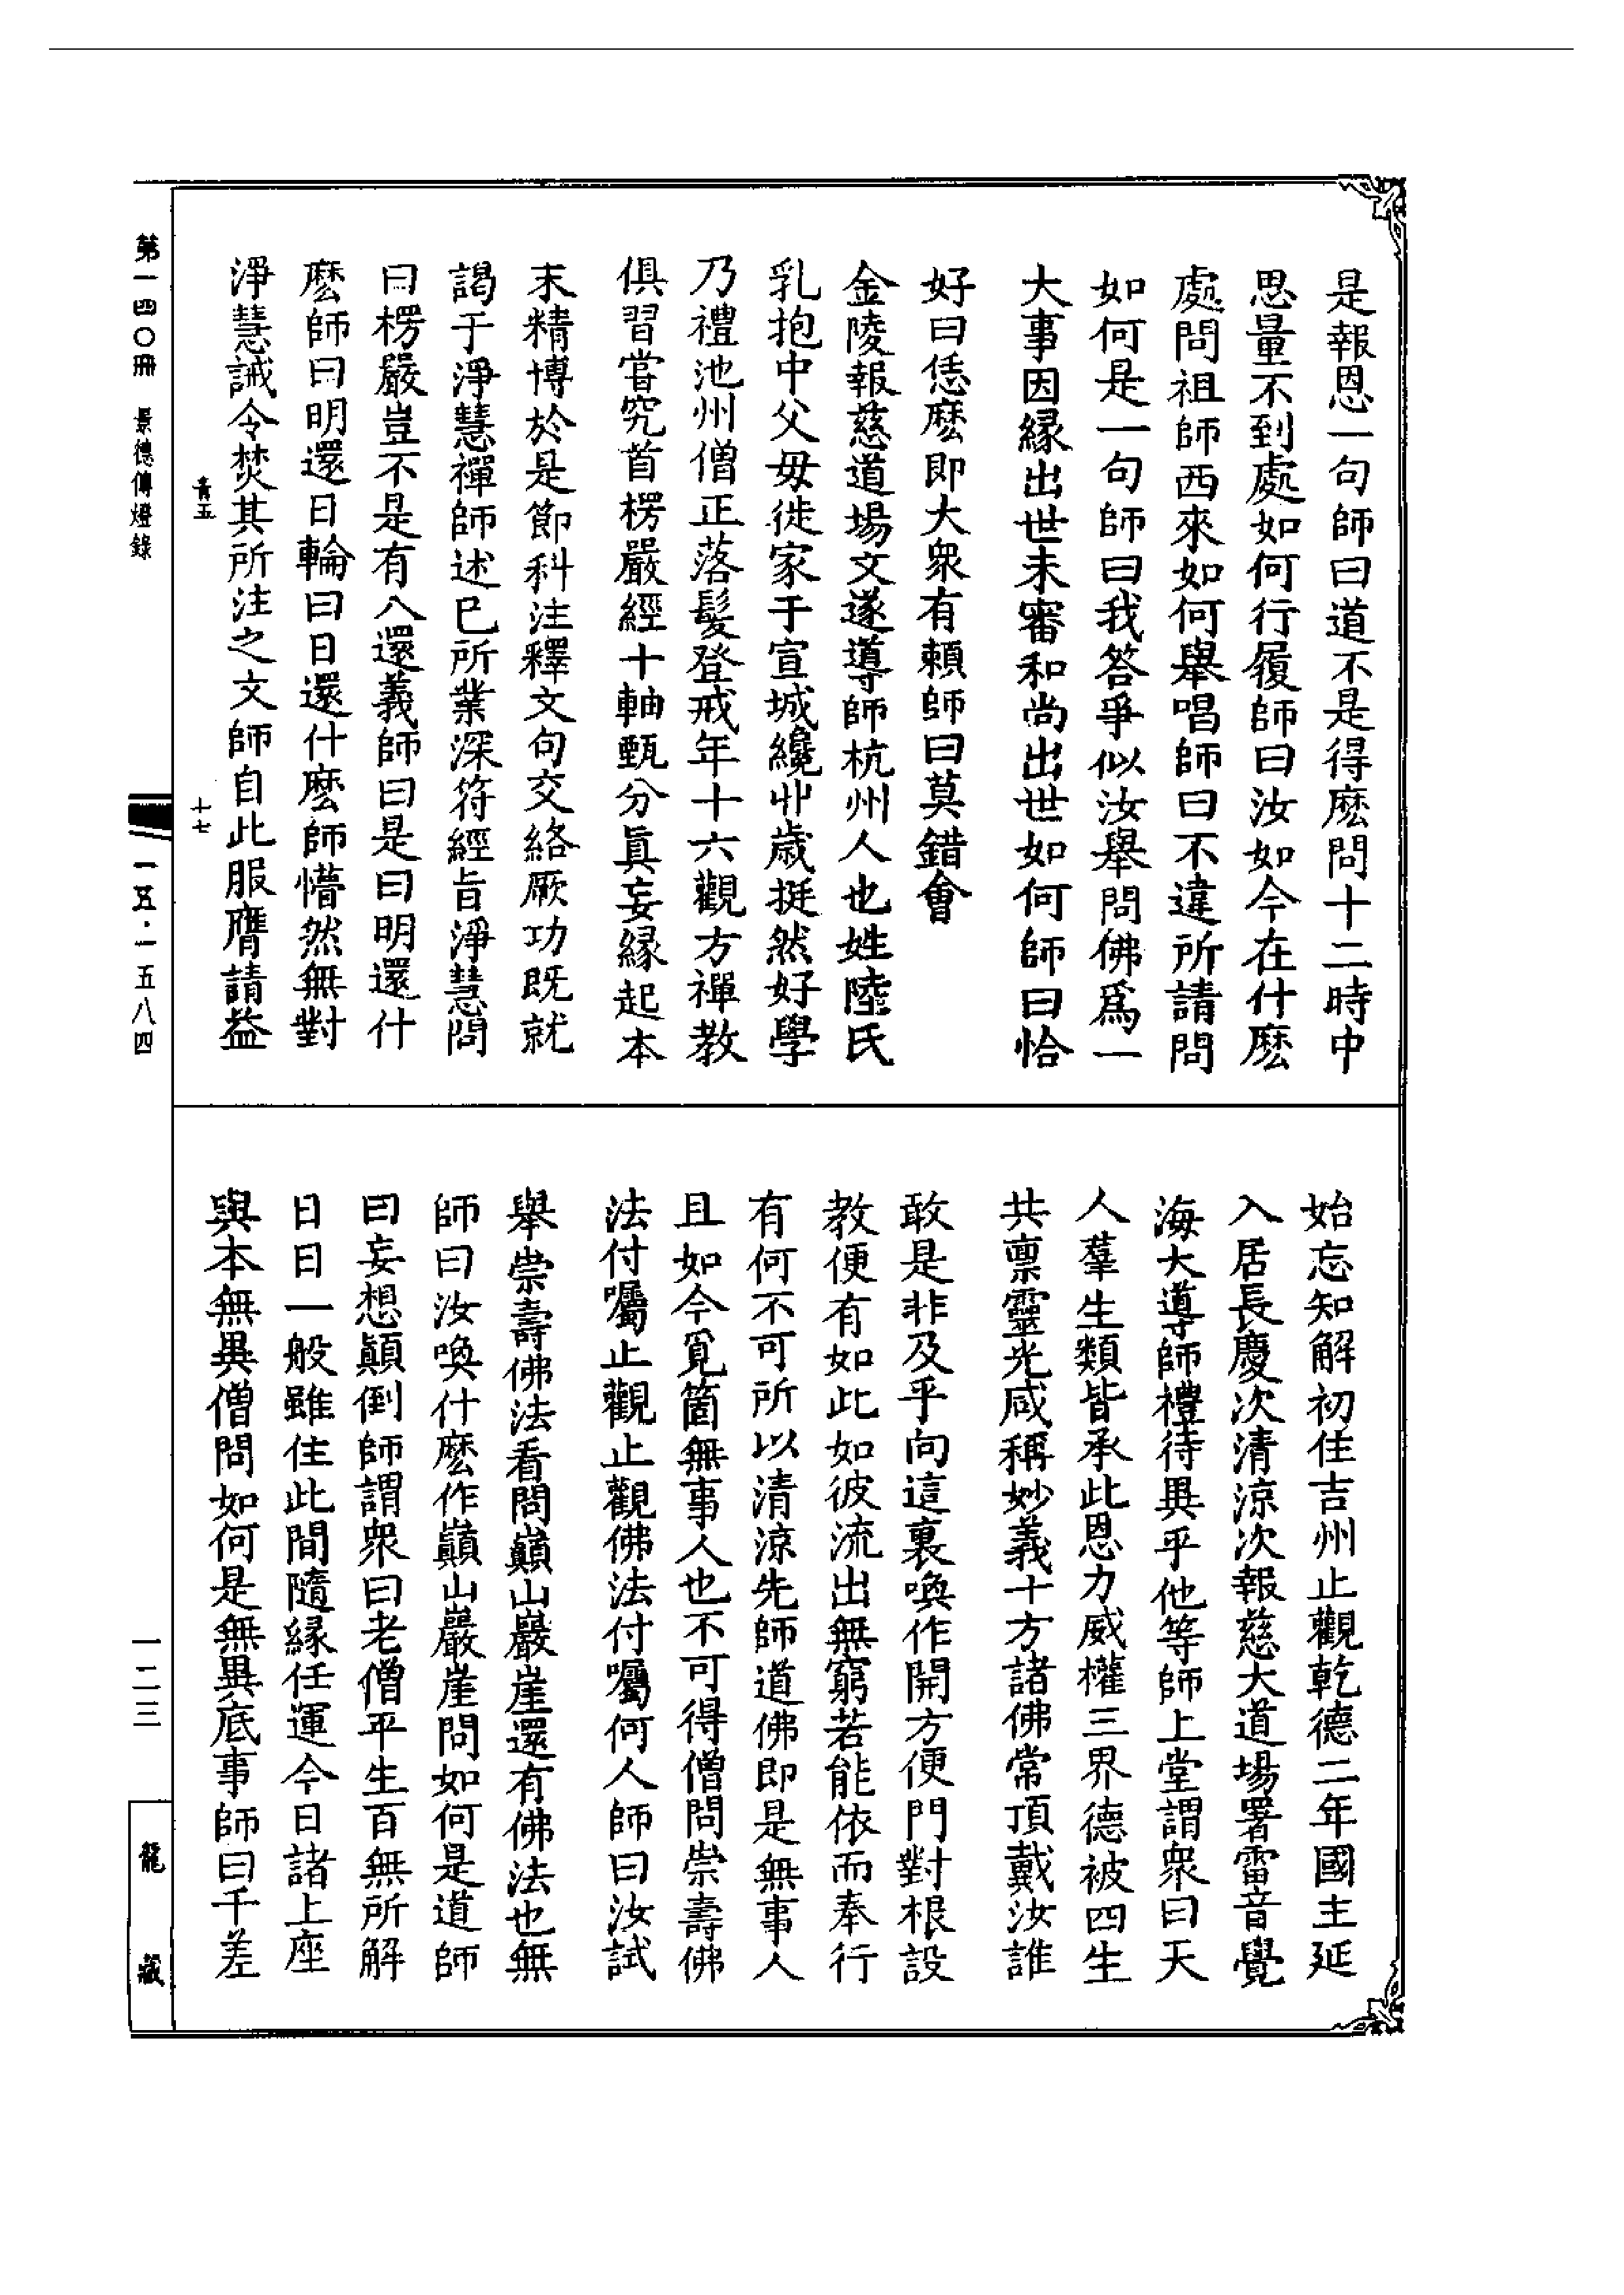 是報恩一句師曰道不是得麽問十二時中
思量不到處如何行履師曰汝如今在什麽
處問祖師西來如何舉唱師曰不違所請問
如何是一句師曰我答爭似汝舉問佛爲一
大事因緣出世未審和尚出世如何師曰恰
好曰恁麽即大衆有賴師曰莫錯會
金陵報慈道場文遂導師杭州人也姓陸氏
乳抱中父毋徙家于宣城纔丱歲挺然好學
乃禮池州僧正落髮登戒年十六觀方禪教
俱習甞究首楞嚴經十軸甄分眞妄緣起本
末精博於是節科注釋文句交絡厥功既就
謁于淨慧禪師述已所業深符經旨淨慧問
曰楞嚴豈不是有八還義師曰是曰明還什
麽師曰明還日輪曰日還什麽師懵然無對
淨慧誡令焚其所注之文師自此服膺請益
始忘知解初住吉州止觀乾德二年國主延
入居長慶次清涼次報慈大道場署雷音覺
海大導師禮待異乎他等師上堂謂衆曰天
人羣生類皆承此恩力威權三界德被四生
共禀靈光咸稱妙義十方諸佛常頂戴汝誰
敢是非及乎向這裏喚作開方便門對根設
教便有如此如彼流出無窮若能依而奉行
有何不可所以清涼先師道佛即是無事人
且如今覓箇無事人也不可得僧問崇壽佛
法付囑止觀止觀佛法付囑何人師曰汝試
舉崇壽佛法看問巔山巖崖還有佛法也無
師曰汝喚什麽作巔山巖崖問如何是道師
曰妄想顛倒師謂衆曰老僧平生百無所解
日日一般雖住此間隨緣任運今日諸上座
與本無異僧問如何是無異底事師曰千差
青五
十七
第一四〇冊 景德傳燈錄
一五·一五八四
一二三
龍藏